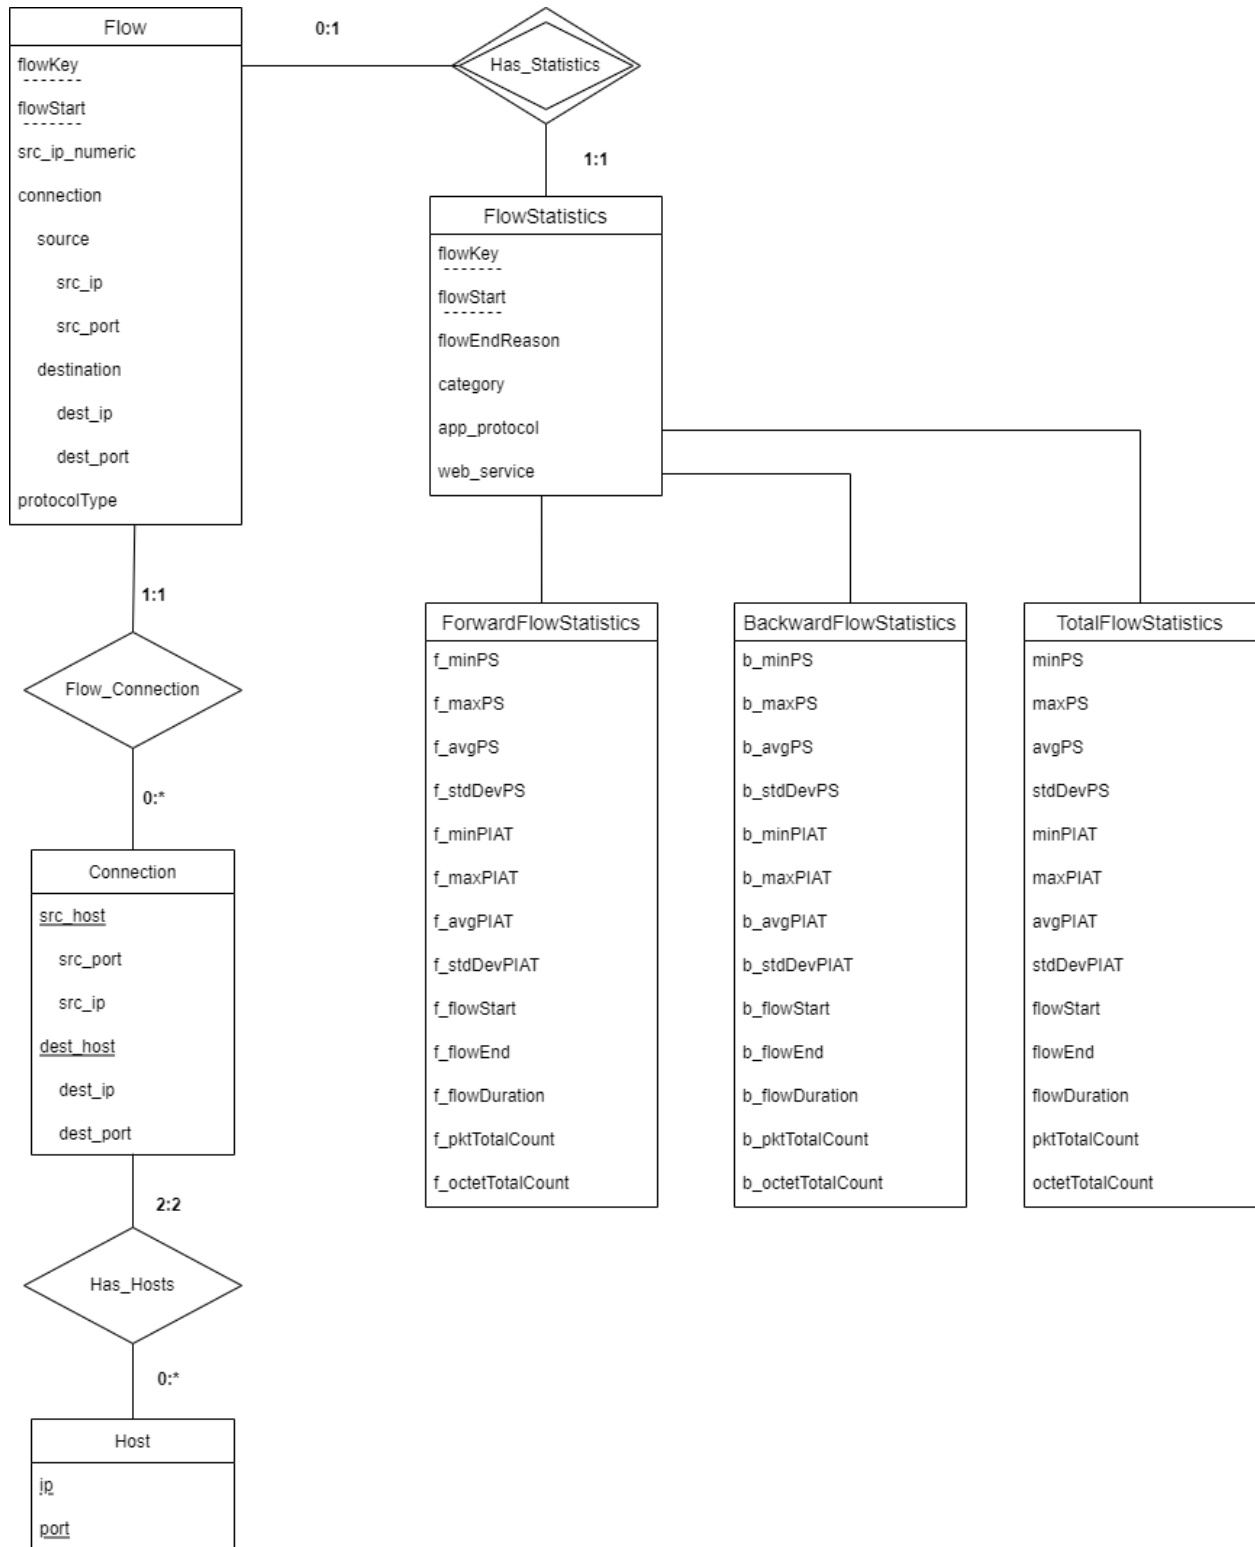 Flow
flowKey
flowStart
src_ip_numeric
connection
source
src_ip
src_port
destination
dest_ip
dest_port
protocolType
0:1
Has_Statistics
1:1
FlowStatistics
flowKey
flowStart
flowEndReason
category
app_protocol
web_service
1:1
Flow_Connection
0:*
Connection
src_host
src_port
src_ip
dest_host
dest_ip
dest_port
2:2
Has_Hosts
0:*
Host
ip
port
ForwardFlowStatistics
f_minPS
f_maxPS
f_avgPS
f_stdDevPS
f_minPIAT
f_maxPIAT
f_avgPIAT
f_stdDevPIAT
f_flowStart
f_flowEnd
f_flowDuration
f_pktTotalCount
f_octetTotalCount
BackwardFlowStatistics
b_minPS
b_maxPS
b_avgPS
b_stdDevPS
b_minPIAT
b_maxPIAT
b_avgPIAT
b_stdDevPIAT
b_flowStart
b_flowEnd
b_flowDuration
b_pktTotalCount
b_octetTotalCount
TotalFlowStatistics
minPS
maxPS
avgPS
stdDevPS
minPIAT
maxPIAT
avgPIAT
stdDevPIAT
flowStart
flowEnd
flowDuration
pktTotalCount
octetTotalCount